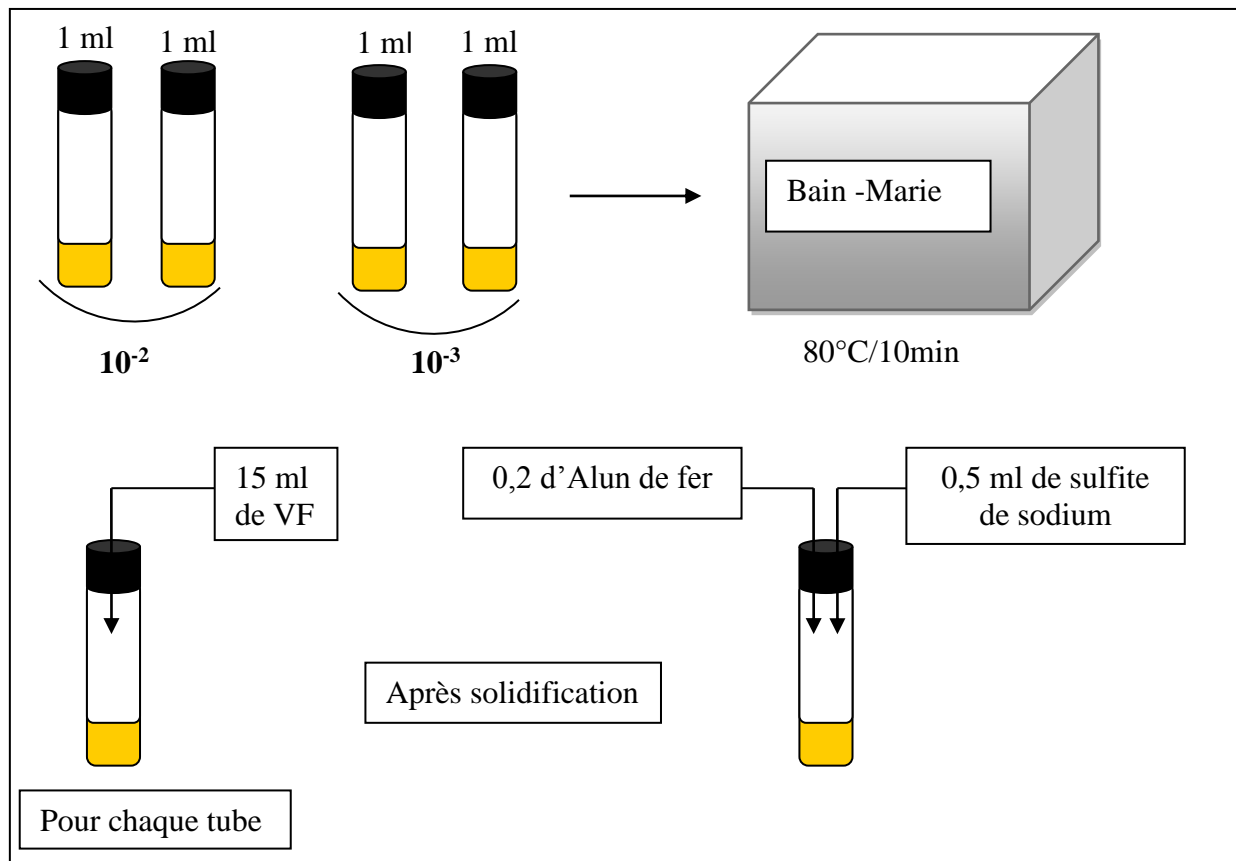 1 ml
1 ml
1 ml
1 ml
Bain -Marie
10⁻²
10⁻³
80°C/10min
15 ml
de VF
0,2 d’Alun de fer
0,5 ml de sulfite
de sodium
Après solidification
Pour chaque tube